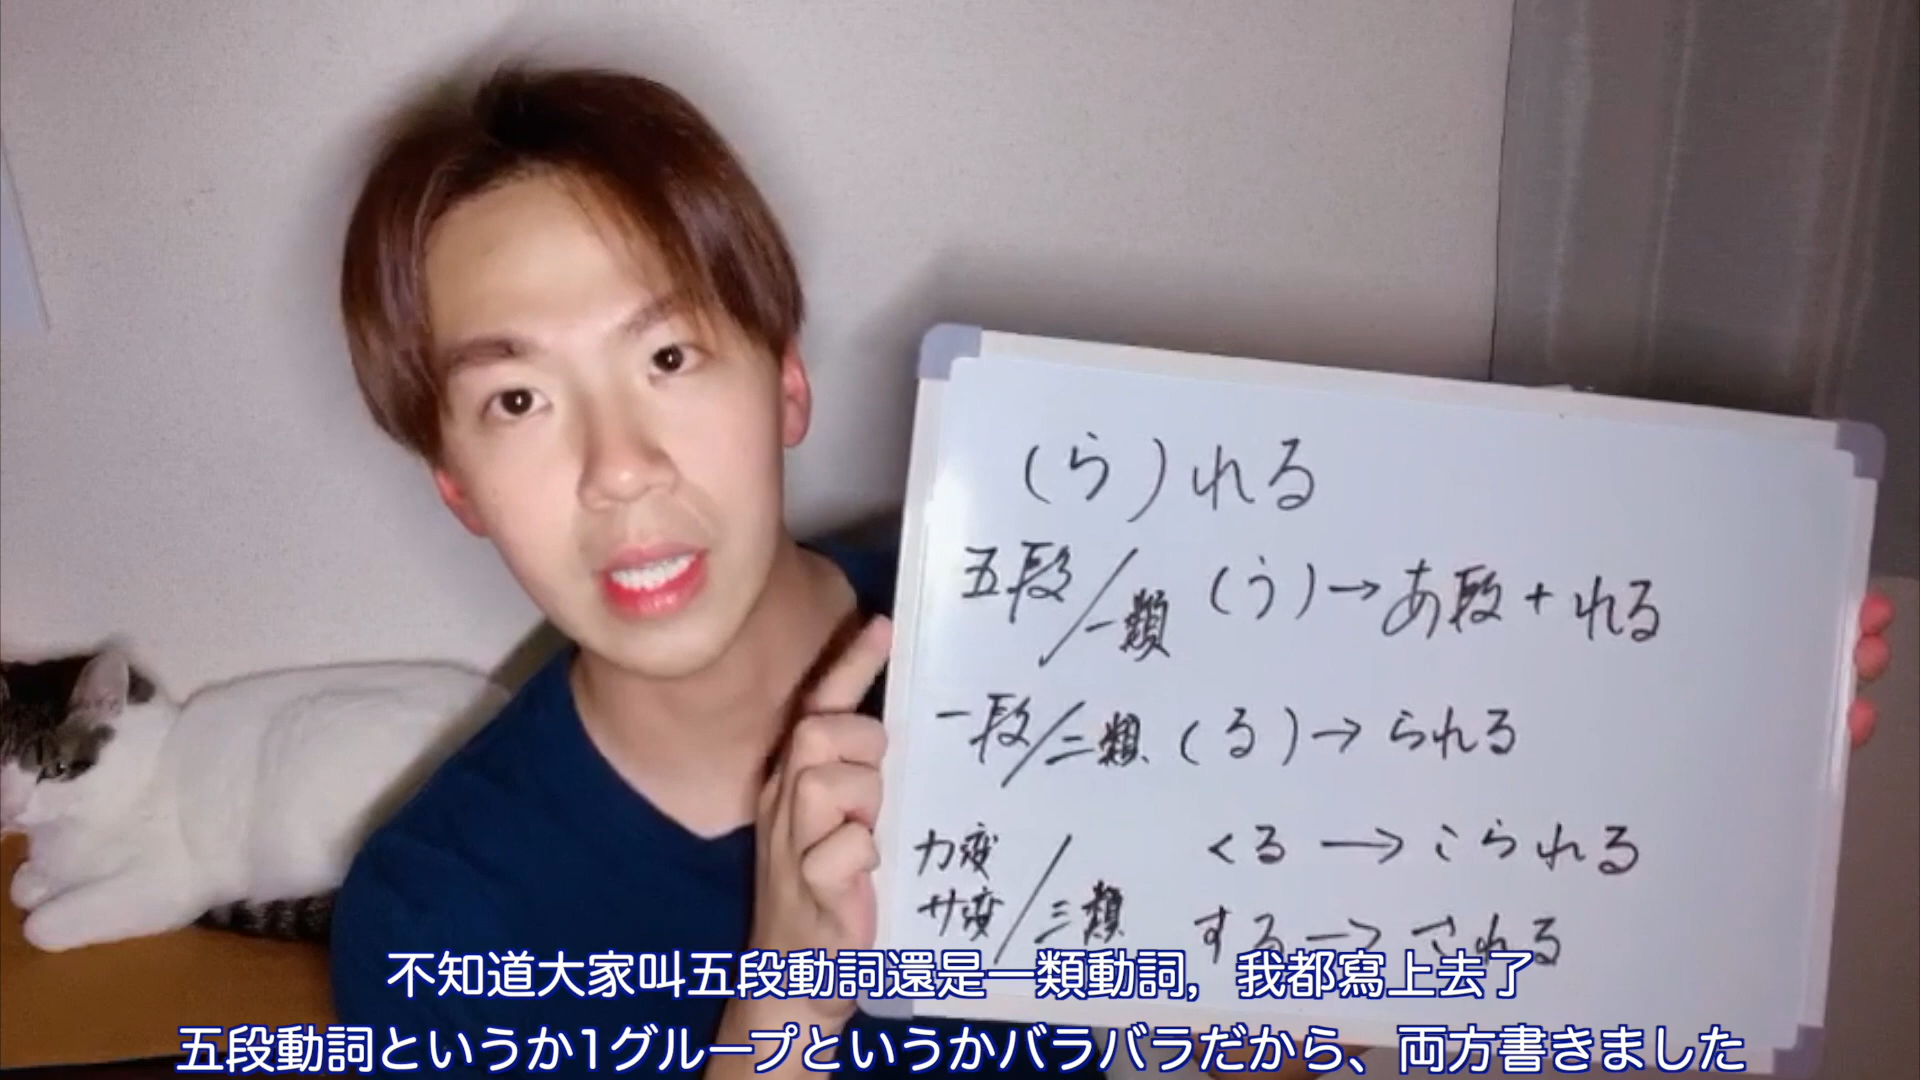 (ら)れる
五段/一類 (う)→あ段+れる
一段/二類 (る)→られる
カ変
サ変/三類
くる→こられる
する→される
不知道大家叫五段動詞還是一類動詞，我都寫上去了
五段動詞というか1グループというかバラバラだから、両方書きました